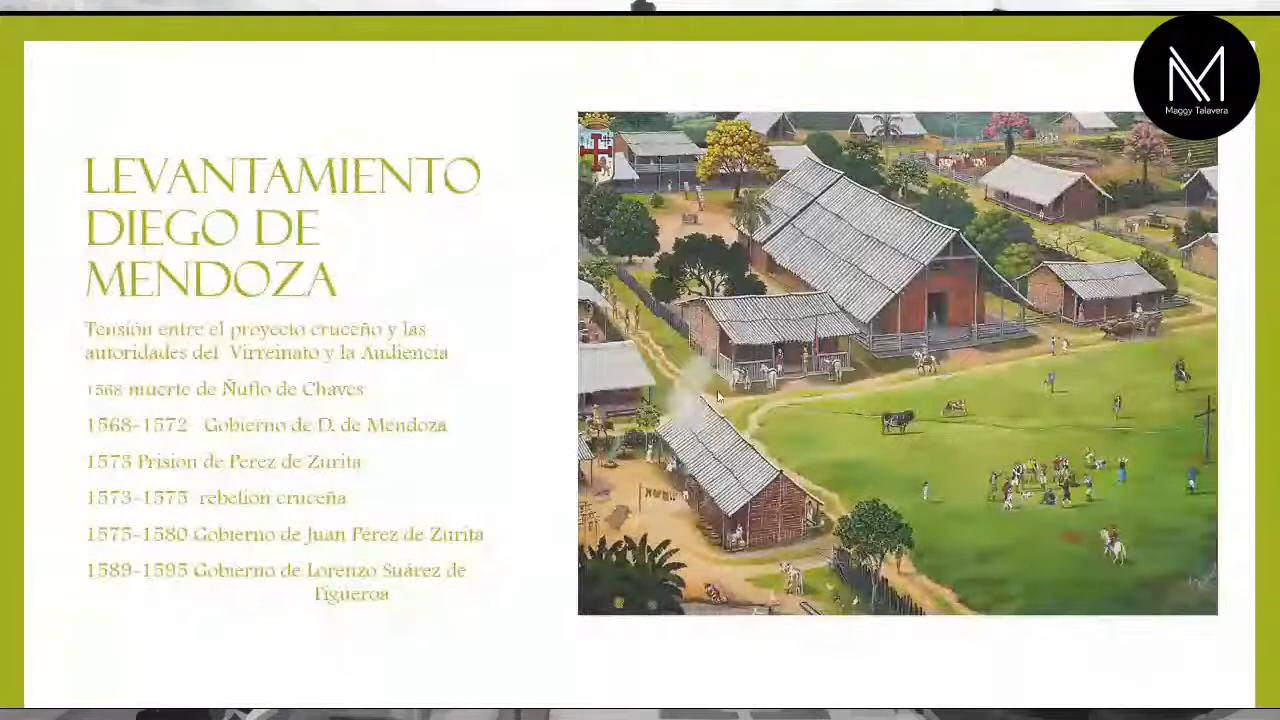 LEVANTAMIENTO
DIEGO DE
MENDOZA
Tensión entre el proyecto cruceño y las
autoridades del Virreinato y la Audiencia
1568 muerte de Ñuflo de Chaves
1568-1572 Gobierno de D. de Mendoza
1573 Prision de Perez de Zurita
1573-1575 rebelion cruceña
1575-1580 Gobierno de Juan Pérez de Zurita
1589-1595 Gobierno de Lorenzo Suárez de
Figueroa
M
Maggy Talavera